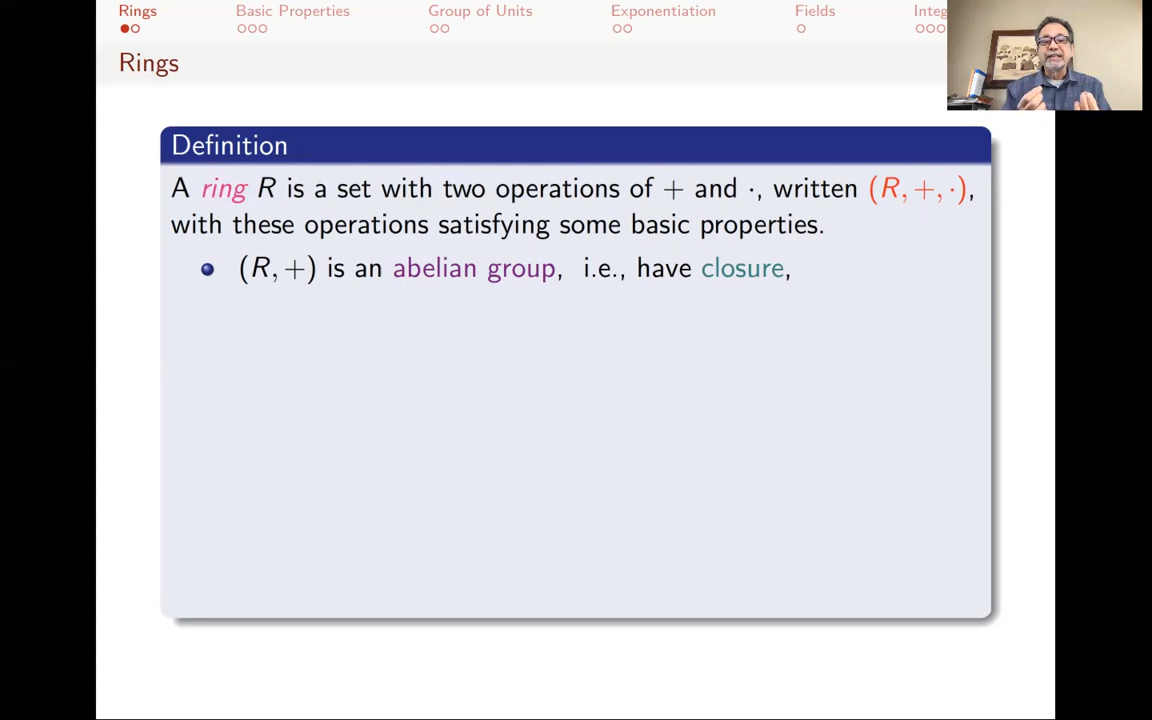 Rings Basic Properties Group of Units Exponentiation Fields Integ
Rings
Definition
A ring R is a set with two operations of + and ·, written (R, +, ·),
with these operations satisfying some basic properties.
(R, +) is an abelian group, i.e., have closure,